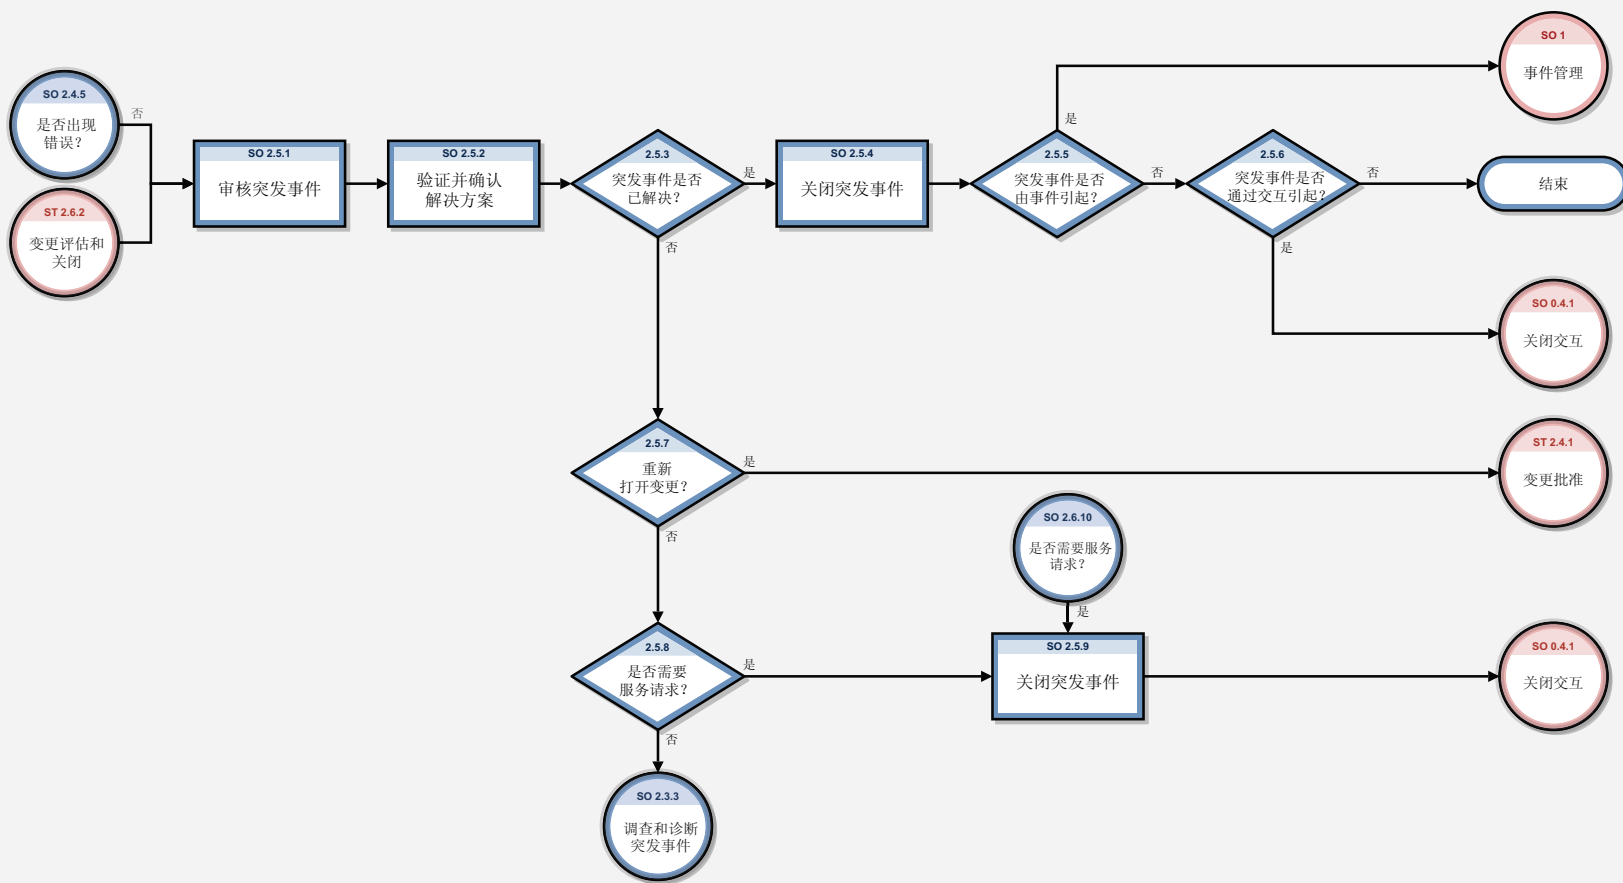 SO 1
事件管理
SO 2.4.5
是否出现
错误？
否
ST 2.6.2
变更评估和
关闭
SO 2.5.1
审核突发事件
SO 2.5.2
验证并确认
解决方案
2.5.3
突发事件是否
已解决？
是
否
SO 2.5.4
关闭突发事件
2.5.5
突发事件是否
由事件引起？
是
否
2.5.6
突发事件是否
通过交互引起？
否
是
结束
SO 0.4.1
关闭交互
2.5.7
重新
打开变更？
是
否
ST 2.4.1
变更批准
SO 2.6.10
是否需要服务
请求？
是
2.5.8
是否需要
服务请求？
是
否
SO 2.5.9
关闭突发事件
SO 0.4.1
关闭交互
SO 2.3.3
调查和诊断
突发事件